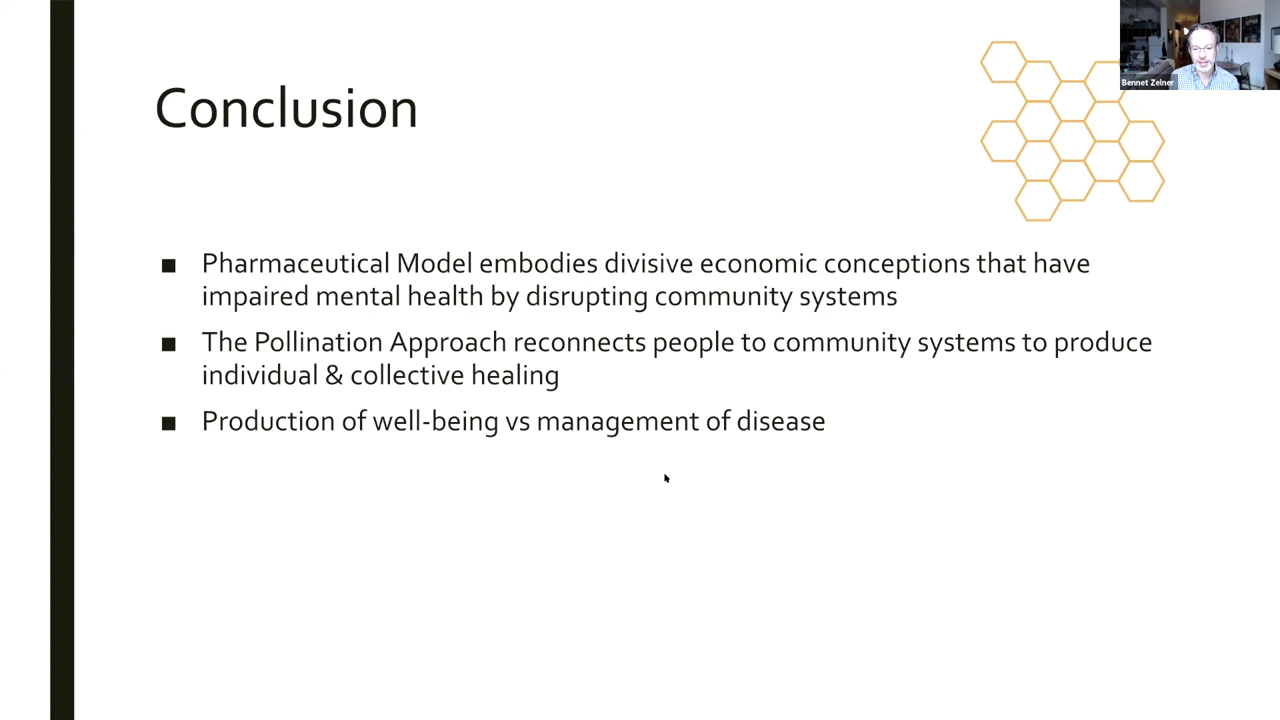 Bennet Zelner
Conclusion
■ Pharmaceutical Model embodies divisive economic conceptions that have
impaired mental health by disrupting community systems
■ The Pollination Approach reconnects people to community systems to produce
individual & collective healing
■ Production of well-being vs management of disease